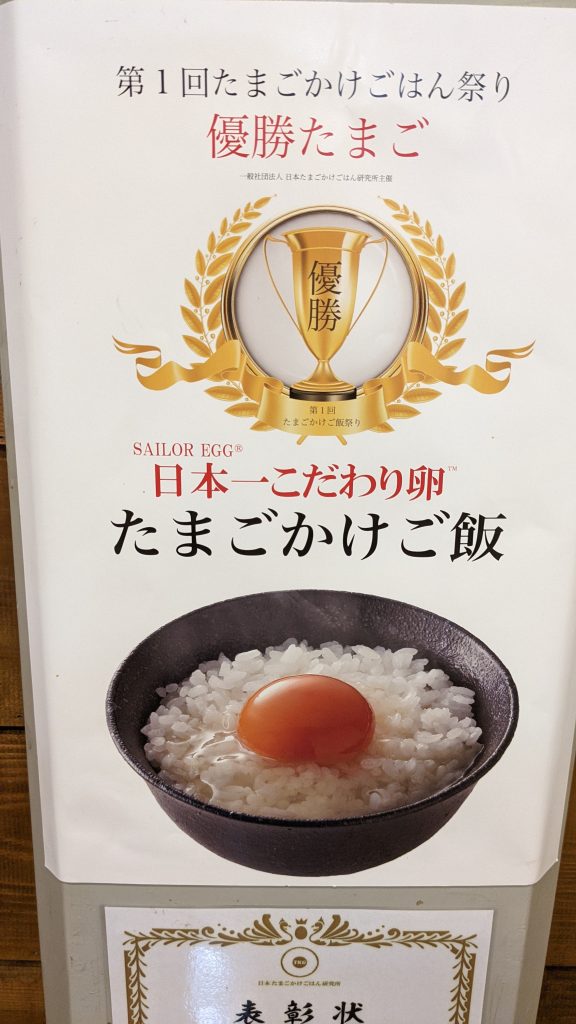 第1回たまごかけごはん祭り
優勝たまご
一般社団法人 日本たまごかけごはん研究所主催
優勝
第1回
たまごかけご飯祭り
SAILOR EGG®
日本一こだわり卵™
たまごかけご飯
TKG
日本たまごかけごはん研究所
表彰状